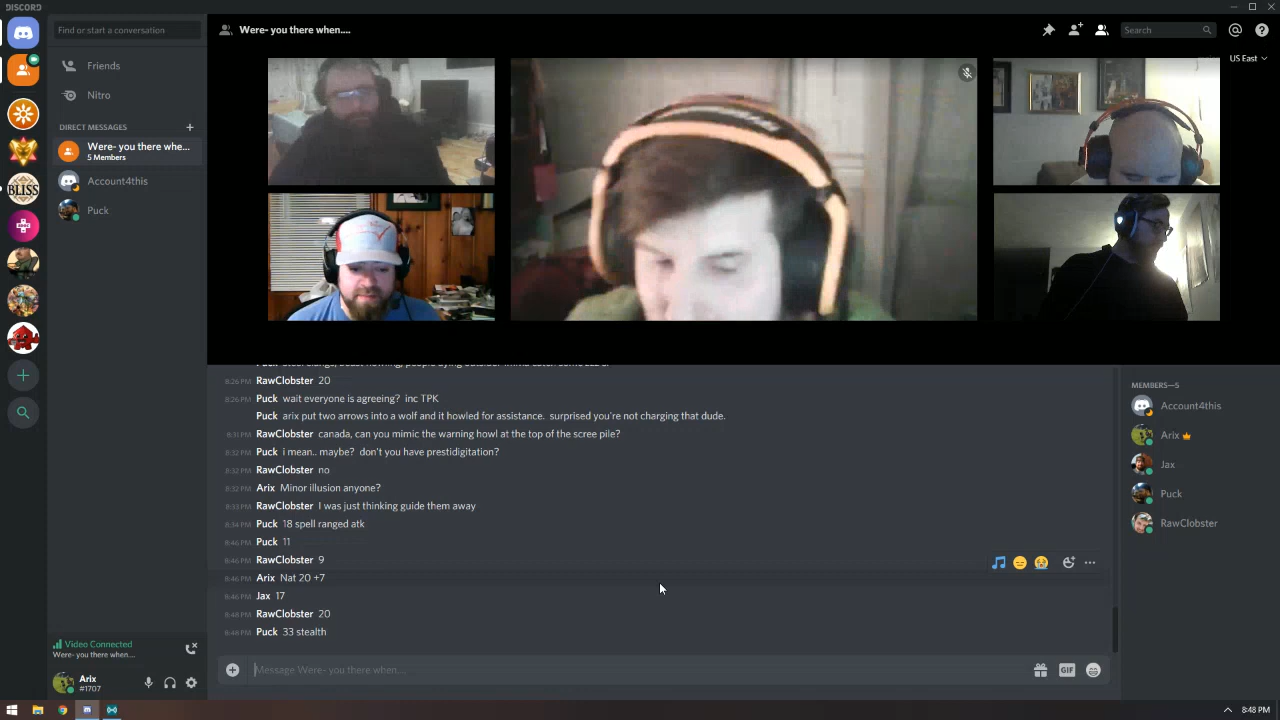 DISCORD
Find or start a conversation
Were- you there when....
Search
US East
Friends
Nitro
DIRECT MESSAGES
Were- you there whe...
5 Members
Account4this
Puck
BLISS
RawClobster 20
8:26 PM
8:26 PM Puck wait everyone is agreeing? inc TPK
Puck arix put two arrows into a wolf and it howled for assistance. surprised you're not charging that dude.
8:31 PM RawClobster canada, can you mimic the warning howl at the top of the scree pile?
8:32 PM Puck i mean.. maybe? don't you have prestidigitation?
8:32 PM RawClobster no
8:32 PM Arix Minor illusion anyone?
8:33 PM RawClobster I was just thinking guide them away
8:34 PM Puck 18 spell ranged atk
8:46 PM Puck 11
8:46 PM RawClobster 9
8:46 PM Arix Nat 20 +7
8:46 PM Jax 17
8:48 PM RawClobster 20
8:48 PM Puck 33 stealth
Message Were- you there when....
GIF
MEMBERS—5
Account4this
Arix
Jax
Puck
RawClobster
Video Connected
Were- you there when....
Arix
#1707
8:48 PM